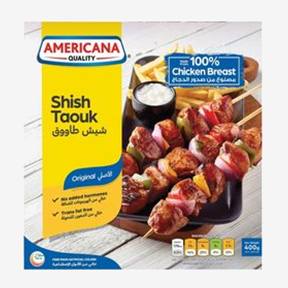 AMERICANA
QUALITY
100%
Chicken Breast
مصنوع من صدور الدجاج
Shish
Taouk
شيش طاووق
Original الأصلي
No added hormones
Trans fat free
400g